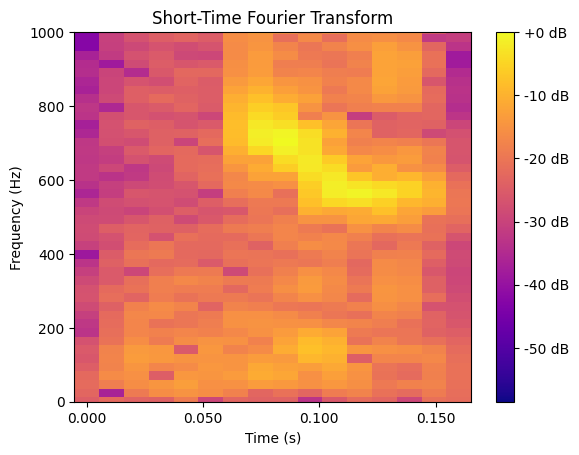 Short-Time Fourier Transform
Frequency (Hz)
1000
800
600
400
200
0
0.000
0.050
0.100
0.150
Time (s)
+0 dB
-10 dB
-20 dB
-30 dB
-40 dB
-50 dB